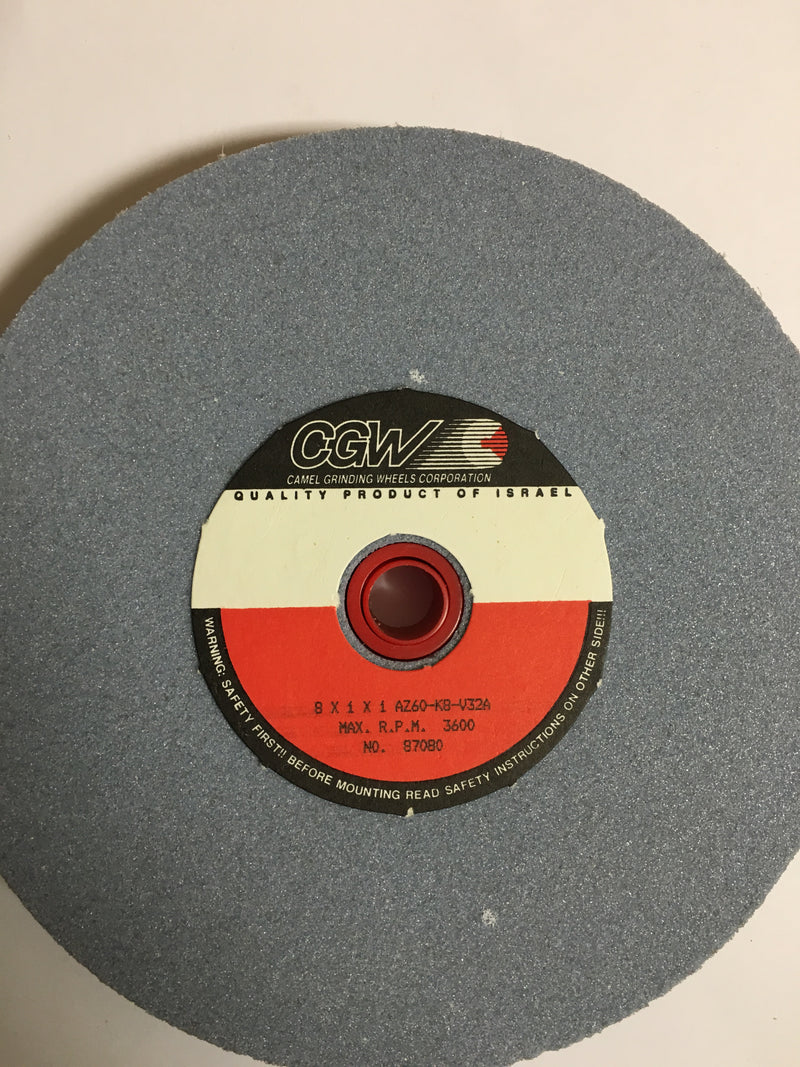 CGW
CAMEL GRINDING WHEELS CORPORATION
QUALITY PRODUCT OF ISRAEL
8 X 1 X 1 AZ60-K8-V32A
MAX. R.P.M. 3600
NO. 87080
WARNING: SAFETY FIRST!! BEFORE MOUNTING READ SAFETY INSTRUCTIONS ON OTHER SIDE!!!